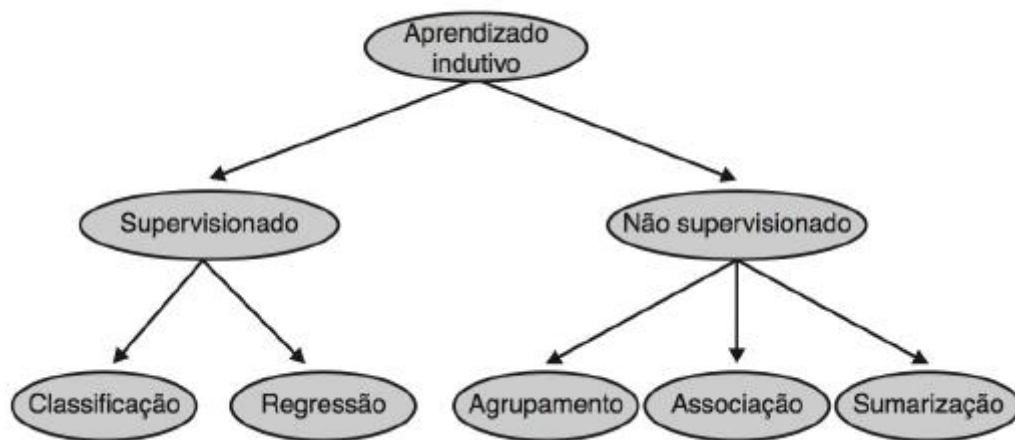 Aprendizado
indutivo
Supervisionado
Não supervisionado
Classificação
Regressão
Agrupamento
Associação
Sumarização